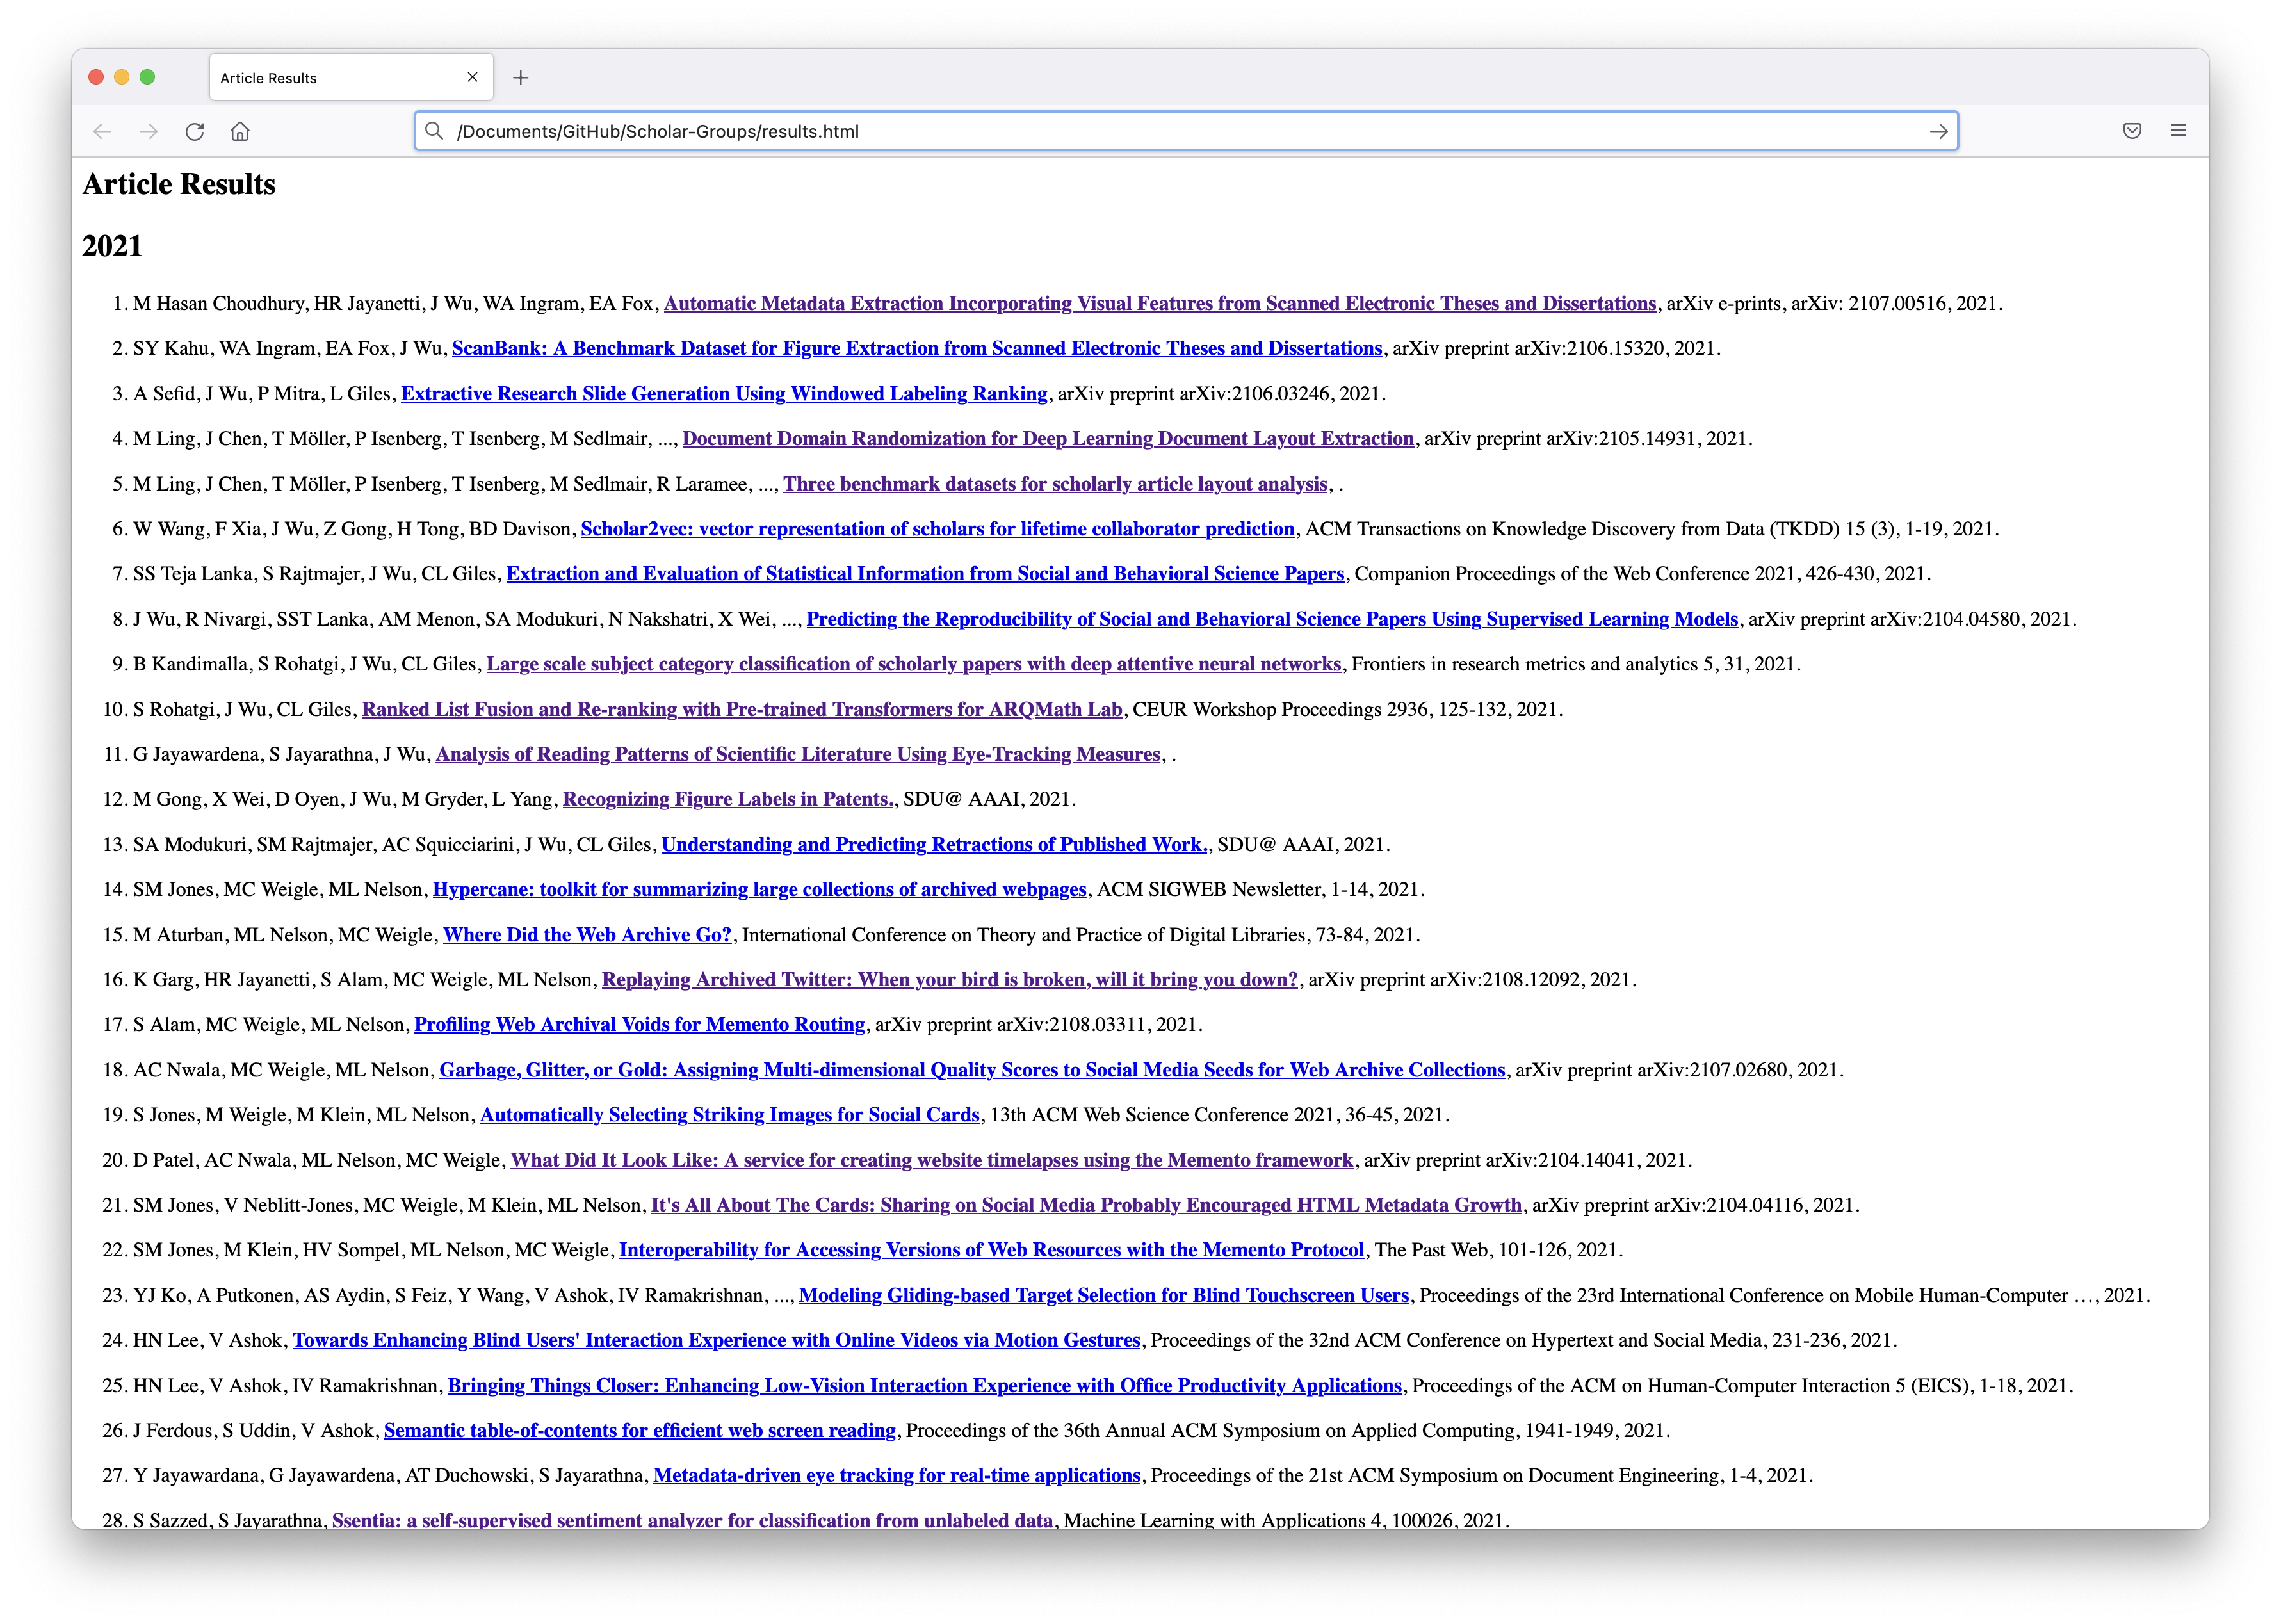 Article Results
/Documents/GitHub/Scholar-Groups/results.html
Article Results
2021
1. M Hasan Choudhury, HR Jayanetti, J Wu, WA Ingram, EA Fox, Automatic Metadata Extraction Incorporating Visual Features from Scanned Electronic Theses and Dissertations, arXiv e-prints, arXiv: 2107.00516, 2021.
2. SY Kahu, WA Ingram, EA Fox, J Wu, ScanBank: A Benchmark Dataset for Figure Extraction from Scanned Electronic Theses and Dissertations, arXiv preprint arXiv:2106.15320, 2021.
3. A Sefid, J Wu, P Mitra, L Giles, Extractive Research Slide Generation Using Windowed Labeling Ranking, arXiv preprint arXiv:2106.03246, 2021.
4. M Ling, J Chen, T Möller, P Isenberg, T Isenberg, M Sedlmair, ..., Document Domain Randomization for Deep Learning Document Layout Extraction, arXiv preprint arXiv:2105.14931, 2021.
5. M Ling, J Chen, T Möller, P Isenberg, T Isenberg, M Sedlmair, R Laramee, ..., Three benchmark datasets for scholarly article layout analysis, .
6. W Wang, F Xia, J Wu, Z Gong, H Tong, BD Davison, Scholar2vec: vector representation of scholars for lifetime collaborator prediction, ACM Transactions on Knowledge Discovery from Data (TKDD) 15 (3), 1-19, 2021.
7. SS Teja Lanka, S Rajtmajer, J Wu, CL Giles, Extraction and Evaluation of Statistical Information from Social and Behavioral Science Papers, Companion Proceedings of the Web Conference 2021, 426-430, 2021.
8. J Wu, R Nivargi, SST Lanka, AM Menon, SA Modukuri, N Nakshatri, X Wei, ..., Predicting the Reproducibility of Social and Behavioral Science Papers Using Supervised Learning Models, arXiv preprint arXiv:2104.04580, 2021.
9. B Kandimalla, S Rohatgi, J Wu, CL Giles, Large scale subject category classification of scholarly papers with deep attentive neural networks, Frontiers in research metrics and analytics 5, 31, 2021.
10. S Rohatgi, J Wu, CL Giles, Ranked List Fusion and Re-ranking with Pre-trained Transformers for ARQMath Lab, CEUR Workshop Proceedings 2936, 125-132, 2021.
11. G Jayawardena, S Jayarathna, J Wu, Analysis of Reading Patterns of Scientific Literature Using Eye-Tracking Measures, .
12. M Gong, X Wei, D Oyen, J Wu, M Gryder, L Yang, Recognizing Figure Labels in Patents., SDU@ AAAI, 2021.
13. SA Modukuri, SM Rajtmajer, AC Squicciarini, J Wu, CL Giles, Understanding and Predicting Retractions of Published Work., SDU@ AAAI, 2021.
14. SM Jones, MC Weigle, ML Nelson, Hypercane: toolkit for summarizing large collections of archived webpages, ACM SIGWEB Newsletter, 1-14, 2021.
15. M Aturban, ML Nelson, MC Weigle, Where Did the Web Archive Go?, International Conference on Theory and Practice of Digital Libraries, 73-84, 2021.
16. K Garg, HR Jayanetti, S Alam, MC Weigle, ML Nelson, Replaying Archived Twitter: When your bird is broken, will it bring you down?, arXiv preprint arXiv:2108.12092, 2021.
17. S Alam, MC Weigle, ML Nelson, Profiling Web Archival Voids for Memento Routing, arXiv preprint arXiv:2108.03311, 2021.
18. AC Nwala, MC Weigle, ML Nelson, Garbage, Glitter, or Gold: Assigning Multi-dimensional Quality Scores to Social Media Seeds for Web Archive Collections, arXiv preprint arXiv:2107.02680, 2021.
19. S Jones, M Weigle, M Klein, ML Nelson, Automatically Selecting Striking Images for Social Cards, 13th ACM Web Science Conference 2021, 36-45, 2021.
20. D Patel, AC Nwala, ML Nelson, MC Weigle, What Did It Look Like: A service for creating website timelapses using the Memento framework, arXiv preprint arXiv:2104.14041, 2021.
21. SM Jones, V Neblitt-Jones, MC Weigle, M Klein, ML Nelson, It's All About The Cards: Sharing on Social Media Probably Encouraged HTML Metadata Growth, arXiv preprint arXiv:2104.04116, 2021.
22. SM Jones, M Klein, HV Sompel, ML Nelson, MC Weigle, Interoperability for Accessing Versions of Web Resources with the Memento Protocol, The Past Web, 101-126, 2021.
23. YJ Ko, A Putkonen, AS Aydin, S Feiz, Y Wang, V Ashok, IV Ramakrishnan, ..., Modeling Gliding-based Target Selection for Blind Touchscreen Users, Proceedings of the 23rd International Conference on Mobile Human-Computer …, 2021.
24. HN Lee, V Ashok, Towards Enhancing Blind Users' Interaction Experience with Online Videos via Motion Gestures, Proceedings of the 32nd ACM Conference on Hypertext and Social Media, 231-236, 2021.
25. HN Lee, V Ashok, IV Ramakrishnan, Bringing Things Closer: Enhancing Low-Vision Interaction Experience with Office Productivity Applications, Proceedings of the ACM on Human-Computer Interaction 5 (EICS), 1-18, 2021.
26. J Ferdous, S Uddin, V Ashok, Semantic table-of-contents for efficient web screen reading, Proceedings of the 36th Annual ACM Symposium on Applied Computing, 1941-1949, 2021.
27. Y Jayawardana, G Jayawardena, AT Duchowski, S Jayarathna, Metadata-driven eye tracking for real-time applications, Proceedings of the 21st ACM Symposium on Document Engineering, 1-4, 2021.
28. S Sazzed, S Jayarathna, Ssentia: a self-supervised sentiment analyzer for classification from unlabeled data, Machine Learning with Applications 4, 100026, 2021.